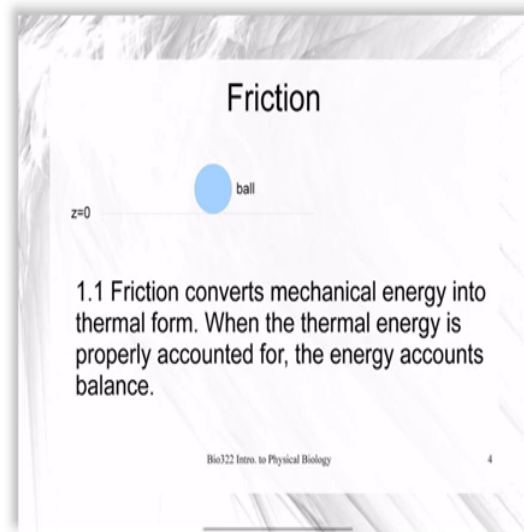 Friction
ball
z=0
1.1 Friction converts mechanical energy into
thermal form. When the thermal energy is
properly accounted for, the energy accounts
balance.
Bio322 Intro. to Physical Biology
4